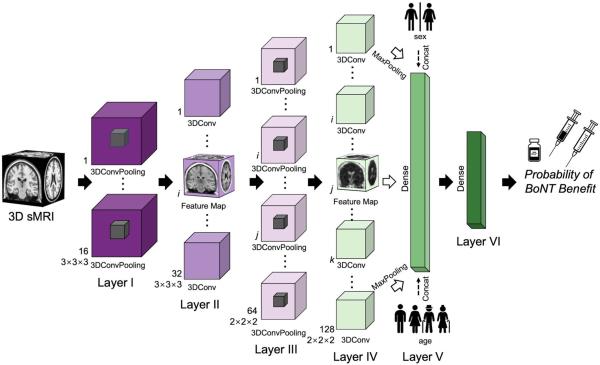 3D sMRI
1
3DConvPooling
16
3×3×3
3DConvPooling
Layer I
1
3DConv
i
Feature Map
32
3×3×3
3DConv
Layer II
1
3DConvPooling
i
3DConvPooling
j
3DConvPooling
64
2×2×2
3DConvPooling
Layer III
1
3DConv
i
3DConv
j
Feature Map
k
3DConv
128
2×2×2
3DConv
Layer IV
MaxPooling
MaxPooling
sex
Concat
Dense
Concat
age
Layer V
Dense
Layer VI
Probability of
BoNT Benefit